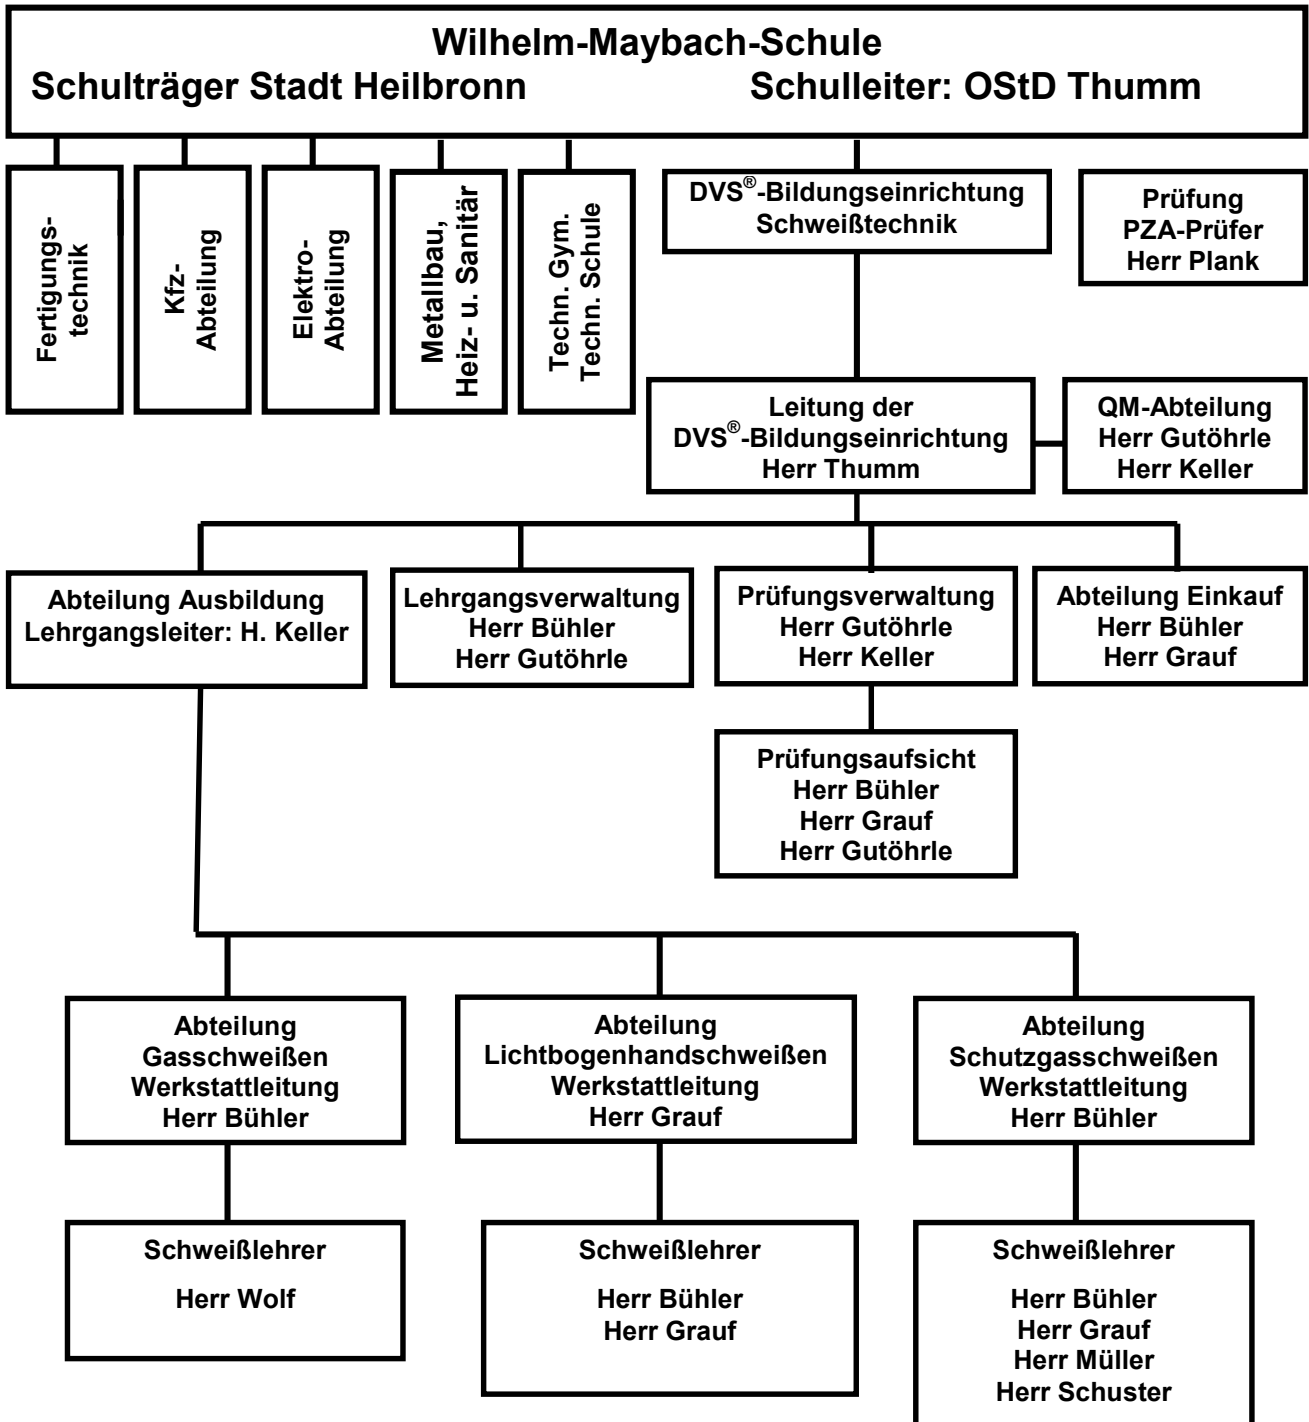 Wilhelm-Maybach-Schule
Schulträger Stadt Heilbronn Schulleiter: OStD Thumm
Fertigungs-
technik
Kfz-
Abteilung
Elektro-
Abteilung
Metallbau,
Heiz- u. Sanitär
Techn. Gym.
Techn. Schule
DVS®-Bildungseinrichtung
Schweißtechnik
Prüfung
PZA-Prüfer
Herr Plank
Leitung der
DVS®-Bildungseinrichtung
Herr Thumm
QM-Abteilung
Herr Gutöhrle
Herr Keller
Abteilung Ausbildung
Lehrgangsleiter: H. Keller
Lehrgangsverwaltung
Herr Bühler
Herr Gutöhrle
Prüfungsverwaltung
Herr Gutöhrle
Herr Keller
Abteilung Einkauf
Herr Bühler
Herr Grauf
Prüfungsaufsicht
Herr Bühler
Herr Grauf
Herr Gutöhrle
Abteilung
Gasschweißen
Werkstattleitung
Herr Bühler
Abteilung
Lichtbogenhandschweißen
Werkstattleitung
Herr Grauf
Abteilung
Schutzgasschweißen
Werkstattleitung
Herr Bühler
Schweißlehrer
Herr Wolf
Schweißlehrer
Herr Bühler
Herr Grauf
Schweißlehrer
Herr Bühler
Herr Grauf
Herr Müller
Herr Schuster